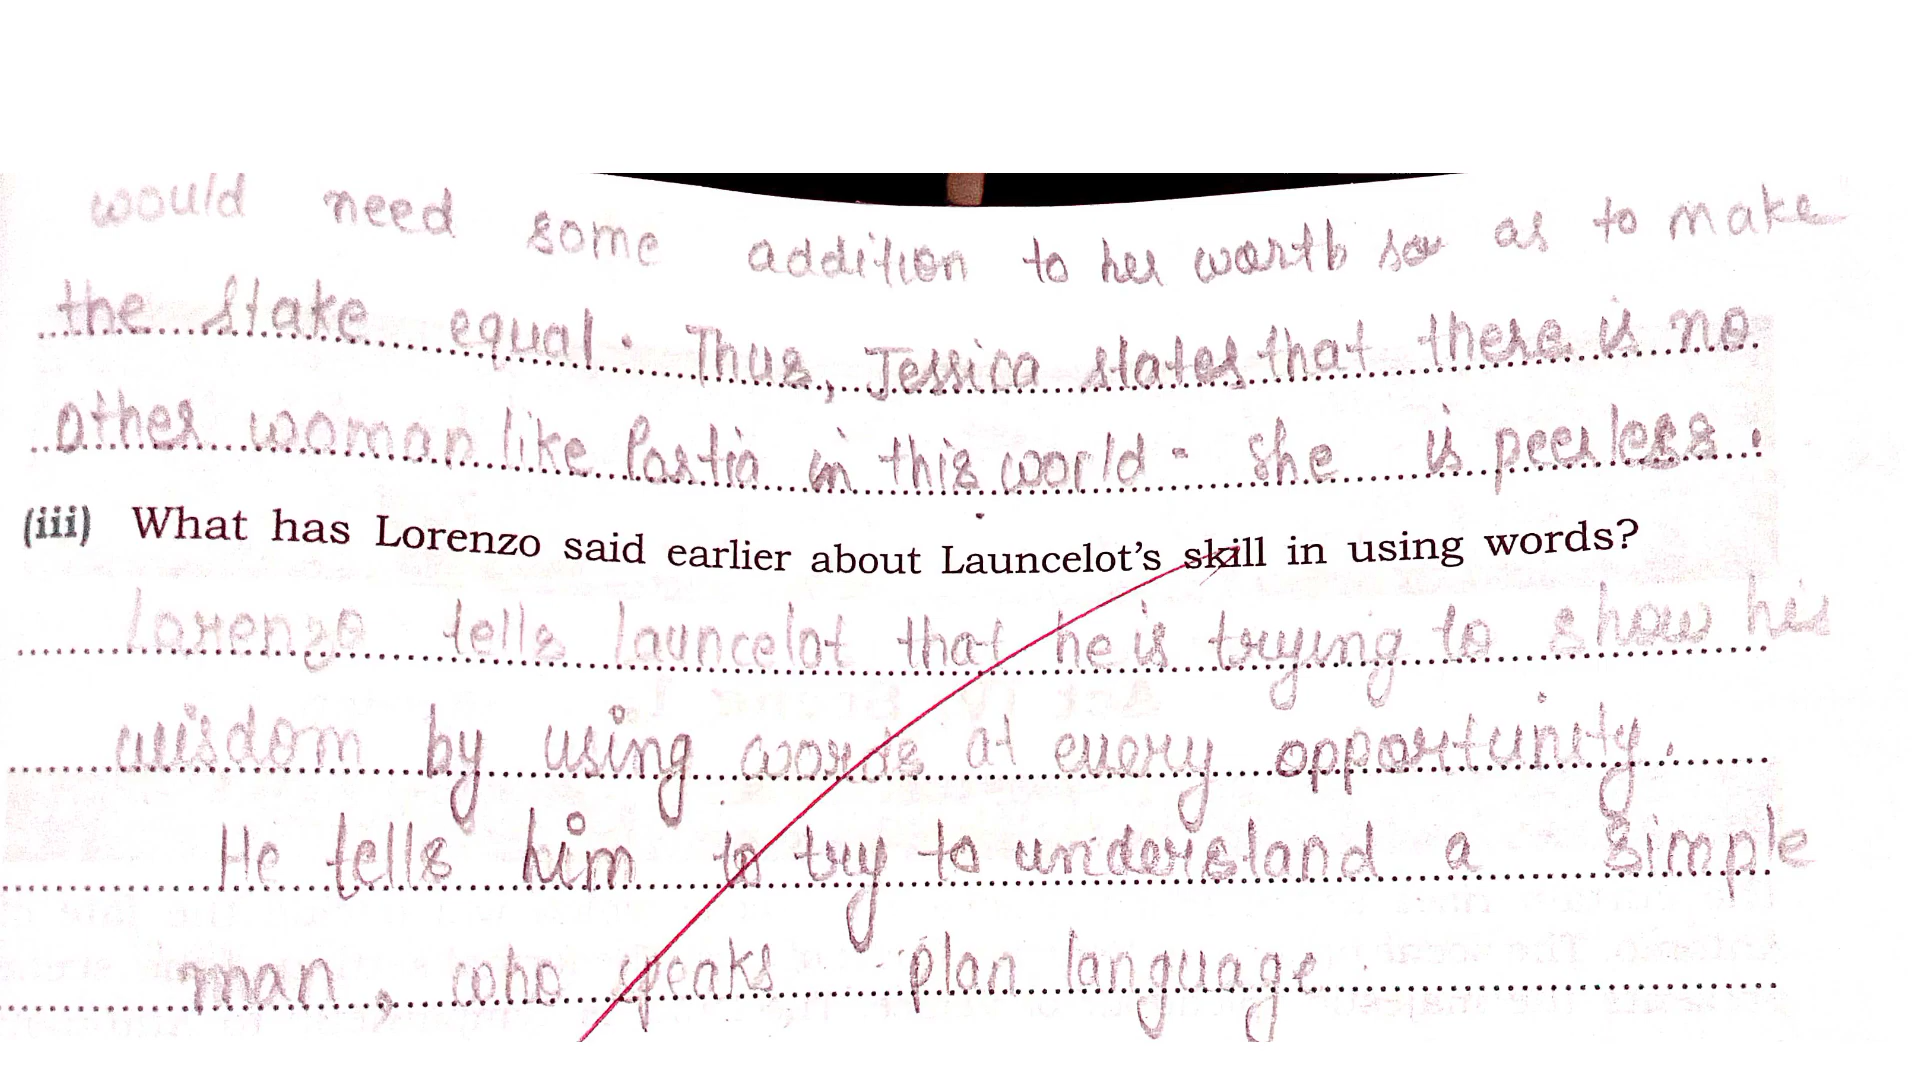 would need some addition to her worth so as to make
the stake equal. Thus, Jessica states that there is no
other woman like Portia in this world - she is peerless.
(iii) What has Lorenzo said earlier about Launcelot's skill in using words?
Lorenzo tells Launcelot that he is trying to show his
wisdom by using words at every opportunity.
He tells him to try to understand a simple
man, who speaks plan language.